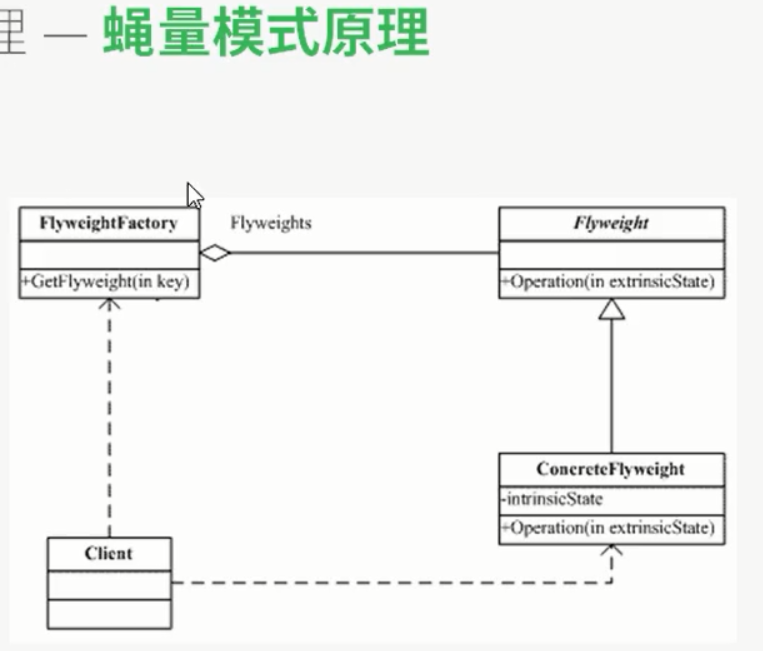 理 — 蝇量模式原理
FlyweightFactory
Flyweights
Flyweight
+GetFlyweight(in key)
+Operation(in extrinsicState)
ConcreteFlyweight
-intrinsicState
+Operation(in extrinsicState)
Client